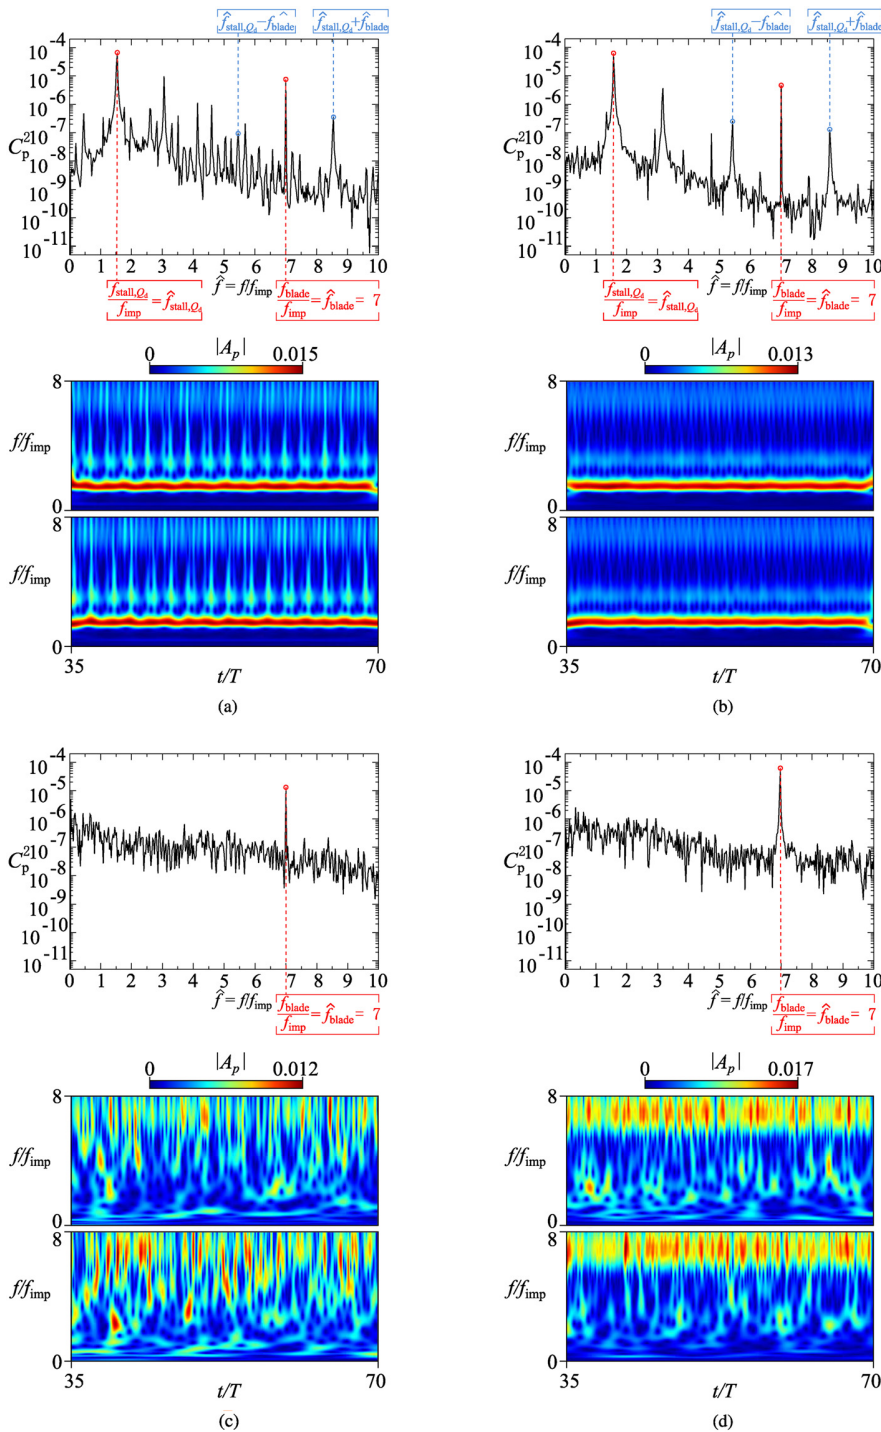 f̂stall,Qd−f̂blade f̂stall,Qd+f̂blade
10-4
10-5
10-6
10-7
Cp2
10-8
10-9
10-10
10-11
0 1 2 3 4 5 6 7 8 9 10
f̂ = f/fimp
fstall,Qd/fimp = f̂stall,Qd
fblade/fimp = f̂blade = 7
0 |Ap| 0.015
8
f/fimp
0
8
f/fimp
0
35 70
t/T
(a)
f̂stall,Qd−f̂blade f̂stall,Qd+f̂blade
10-4
10-5
10-6
10-7
Cp2
10-8
10-9
10-10
10-11
0 1 2 3 4 5 6 7 8 9 10
f̂ = f/fimp
fstall,Qd/fimp = f̂stall,Qd
fblade/fimp = f̂blade = 7
0 |Ap| 0.013
8
f/fimp
0
8
f/fimp
0
35 70
t/T
(b)
10-4
10-5
10-6
10-7
Cp2
10-8
10-9
10-10
10-11
0 1 2 3 4 5 6 7 8 9 10
f̂ = f/fimp
fblade/fimp = f̂blade = 7
0 |Ap| 0.012
8
f/fimp
0
8
f/fimp
0
35 70
t/T
(c)
10-4
10-5
10-6
10-7
Cp2
10-8
10-9
10-10
10-11
0 1 2 3 4 5 6 7 8 9 10
f̂ = f/fimp
fblade/fimp = f̂blade = 7
0 |Ap| 0.017
8
f/fimp
0
8
f/fimp
0
35 70
t/T
(d)